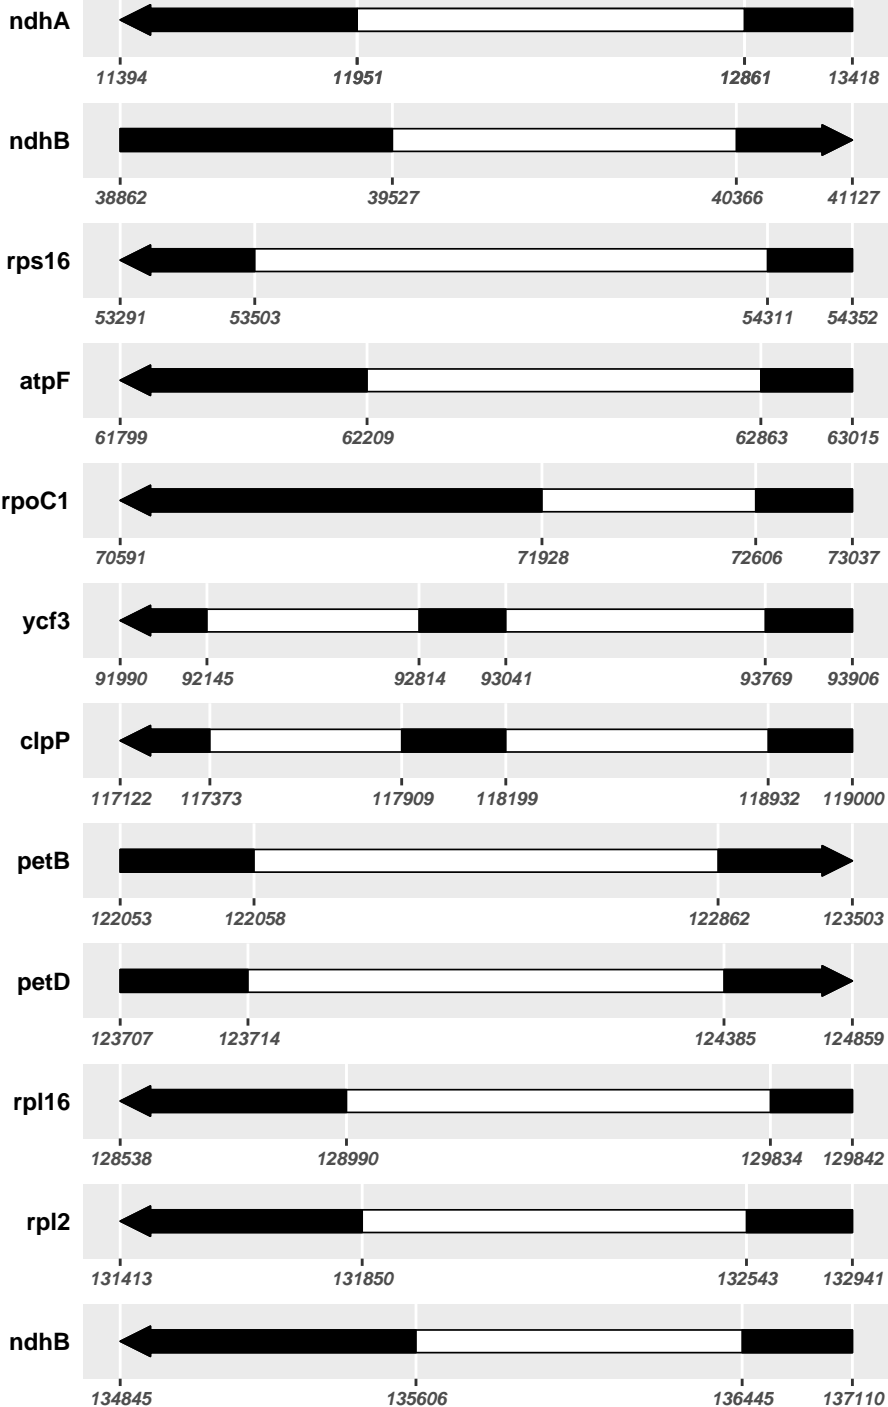 ndhA
11394 11951 12861 13418
ndhB
38862 39527 40366 41127
rps16
53291 53503 54311 54352
atpF
61799 62209 62863 63015
rpoC1
70591 71928 72606 73037
ycf3
91990 92145 92814 93041 93769 93906
clpP
117122 117373 117909 118199 118932 119000
petB
122053 122058 122862 123503
petD
123707 123714 124385 124859
rpl16
128538 128990 129834 129842
rpl2
131413 131850 132543 132941
ndhB
134845 135606 136445 137110